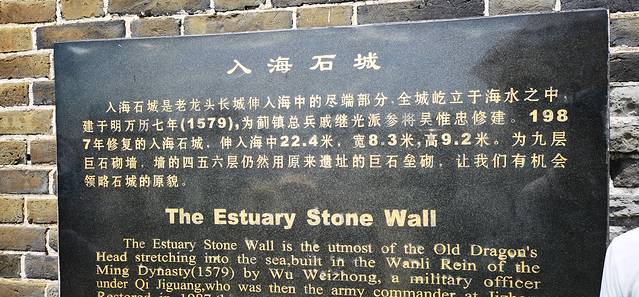 入海石城
入海石城是老龙头长城伸入海中的尽端部分,全城屹立于海水之中,
建于明万历七年(1579),为蓟镇总兵戚继光派参将吴惟忠修建。198
7年修复的入海石城,伸入海中22.4米,宽8.3米,高9.2米。为九层
巨石砌墙,墙的四五六层仍然用原来遗址的巨石垒砌,让我们有机会
领略石城的原貌。
The Estuary Stone Wall
The Estuary Stone Wall is the utmost of the Old Dragon's
Head stretching into the sea,built in the Wanli Rein of the
Ming Dynasty(1579) by Wu Weizhong, a military officer
under Qi Jiguang,who was then the army commander at
Restored in 1987,the